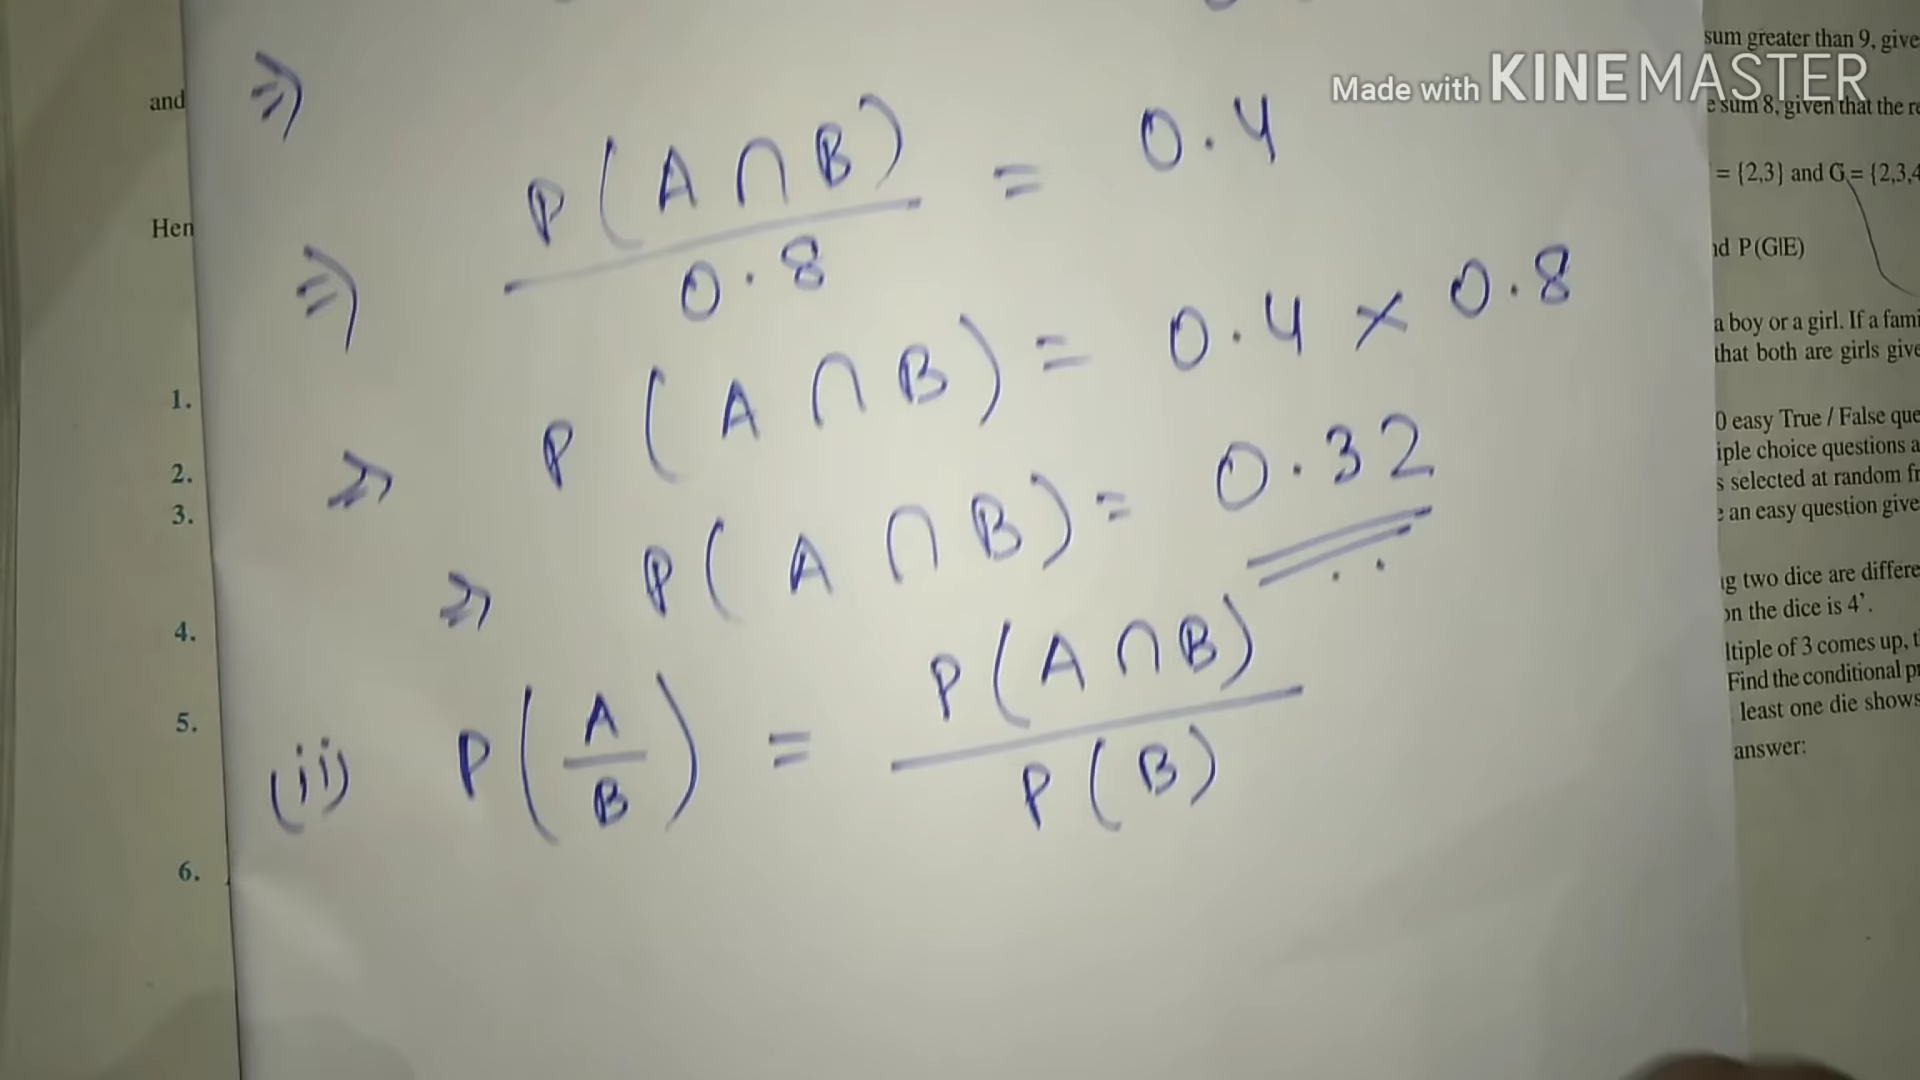 Made with KINEMASTER
⇒ P(A∩B)/0.8 = 0.4
⇒ P(A∩B) = 0.4 × 0.8
⇒ P(A∩B) = 0.32
⇒
(ii) P(A/B) = P(A∩B)/P(B)
and
Hen
1.
2.
3.
4.
5.
6.
sum greater than 9, give
e sum 8, given that the re
= {2,3} and G = {2,3,4
nd P(G|E)
a boy or a girl. If a fami
that both are girls give
0 easy True / False que
iple choice questions a
s selected at random fr
e an easy question give
ng two dice are differe
on the dice is 4’.
ltiple of 3 comes up, t
Find the conditional pr
least one die shows
answer: